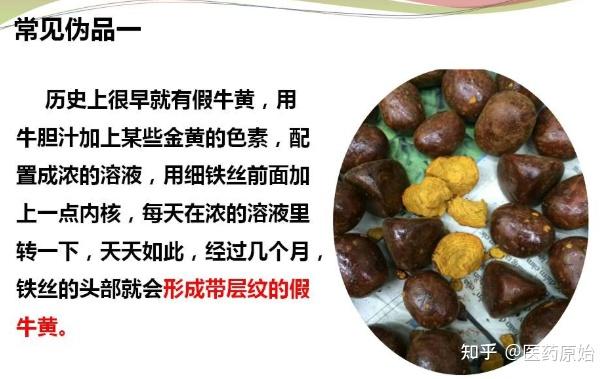 常见伪品一
历史上很早就有假牛黄，用
牛胆汁加上某些金黄的色素，配
置成浓的溶液，用细铁丝前面加
上一点内核，每天在浓的溶液里
转一下，天天如此，经过几个月，
铁丝的头部就会形成带层纹的假
牛黄。
知乎 @医药原始